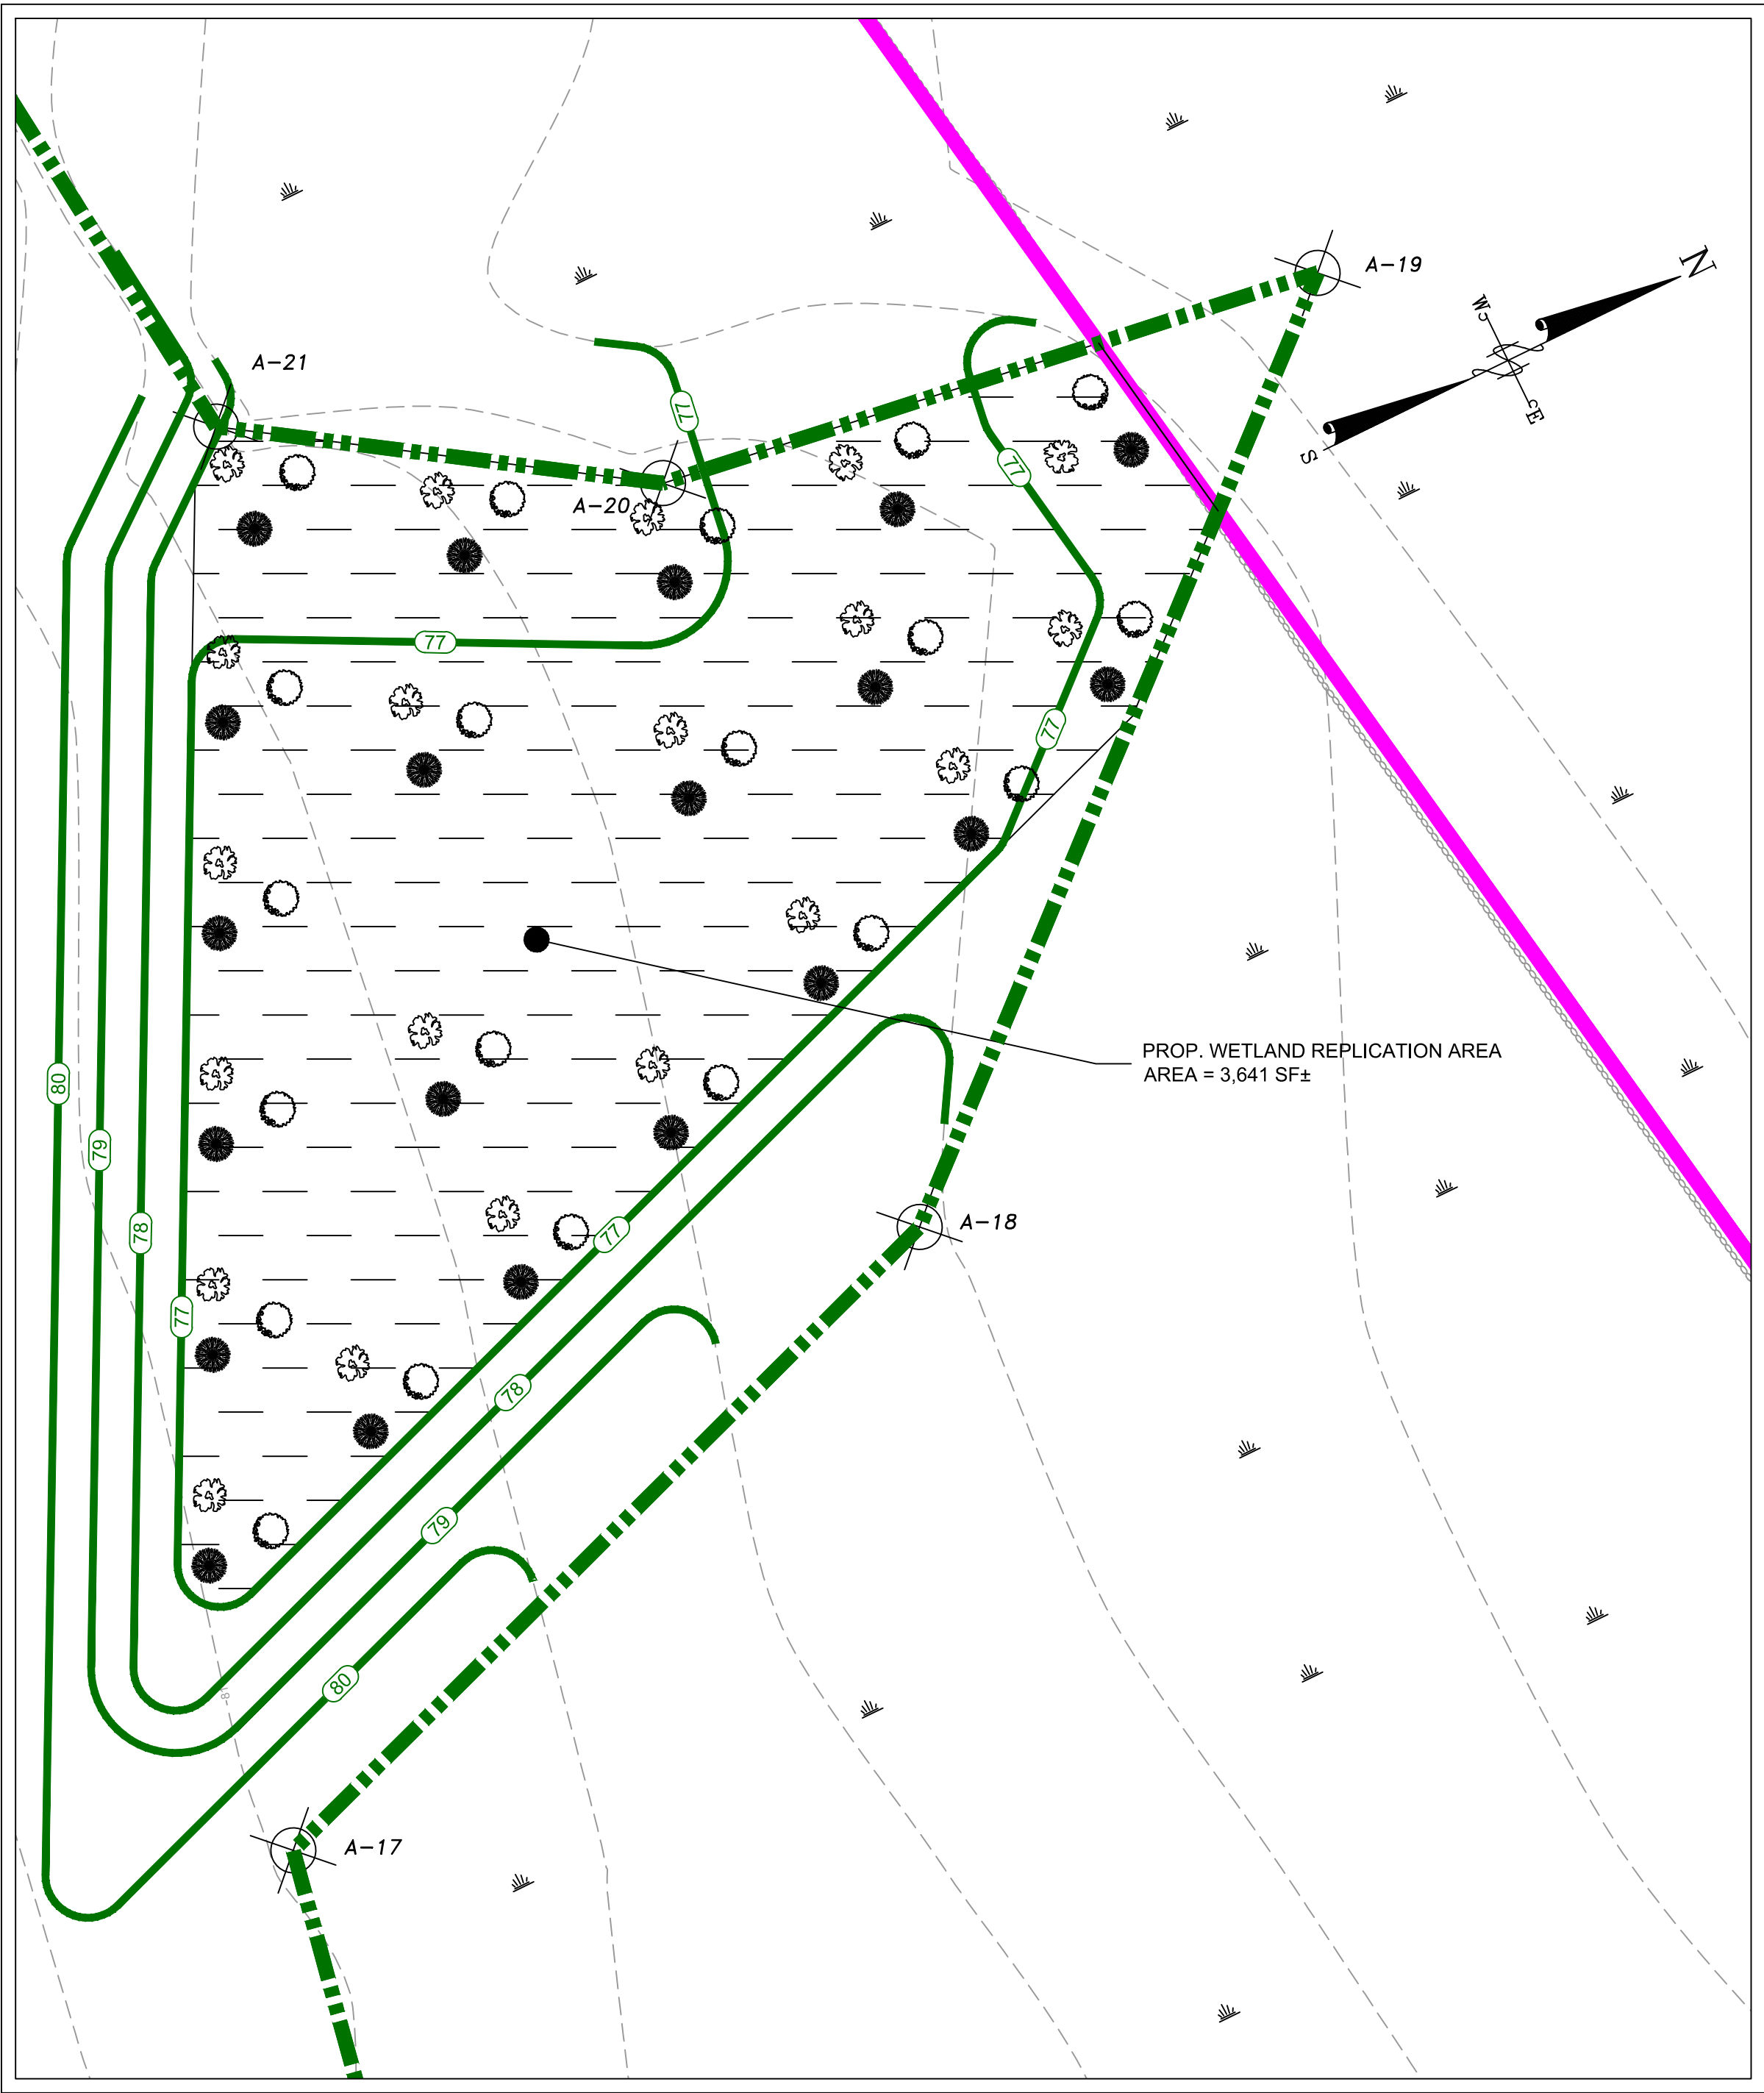 A-19
N
W
E
S
A-21
77
A-20
77
77
77
PROP. WETLAND REPLICATION AREA
AREA = 3,641 SF±
80
79
A-18
78
77
77
78
79
80
A-17